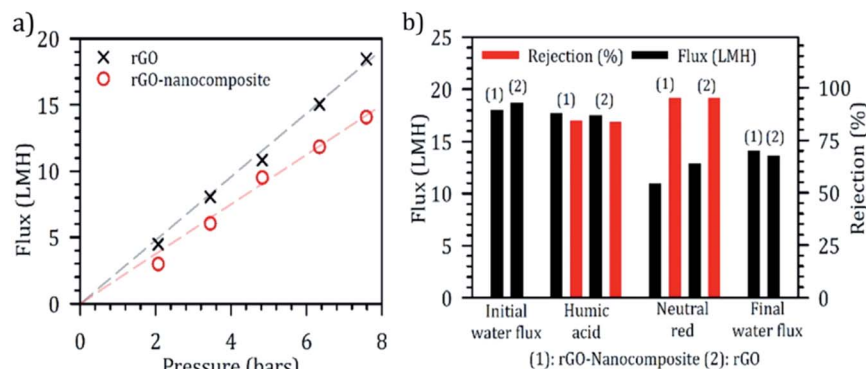 a)
20
15
10
5
0
Flux (LMH)
× rGO
○ rGO-nanocomposite
0 2 4 6 8
Pressure (bars)
b)
25
20
15
10
5
0
Flux (LMH)
Rejection (%) Flux (LMH)
(1) (2) (1) (2) (1) (2) (1) (2)
100
75
50
25
0
Rejection (%)
Initial Humic Neutral Final
water flux acid red water flux
(1): rGO-Nanocomposite (2): rGO